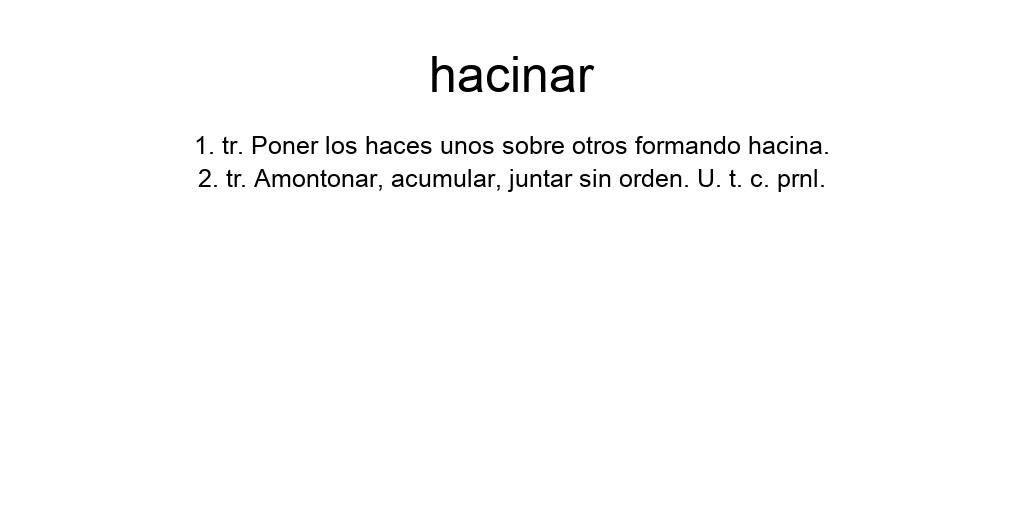 hacinar
1. tr. Poner los haces unos sobre otros formando hacina.
2. tr. Amontonar, acumular, juntar sin orden. U. t. c. prnl.